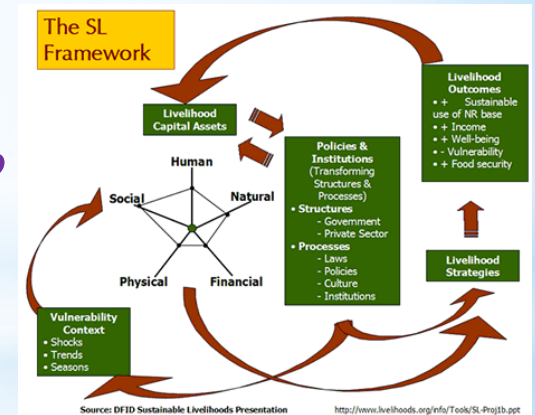 The SL
Framework
Livelihood
Capital Assets
Human
Social
Natural
Physical
Financial
Vulnerability
Context
• Shocks
• Trends
• Seasons
Policies &
Institutions
(Transforming
Structures &
Processes)
• Structures
- Government
- Private Sector
• Processes
- Laws
- Policies
- Culture
- Institutions
Livelihood
Outcomes
• + Sustainable
use of NR base
• + Income
• + Well-being
• - Vulnerability
• + Food security
Livelihood
Strategies
Source: DFID Sustainable Livelihoods Presentation
http://www.livelihoods.org/info/Tools/SL-Proj1b.ppt